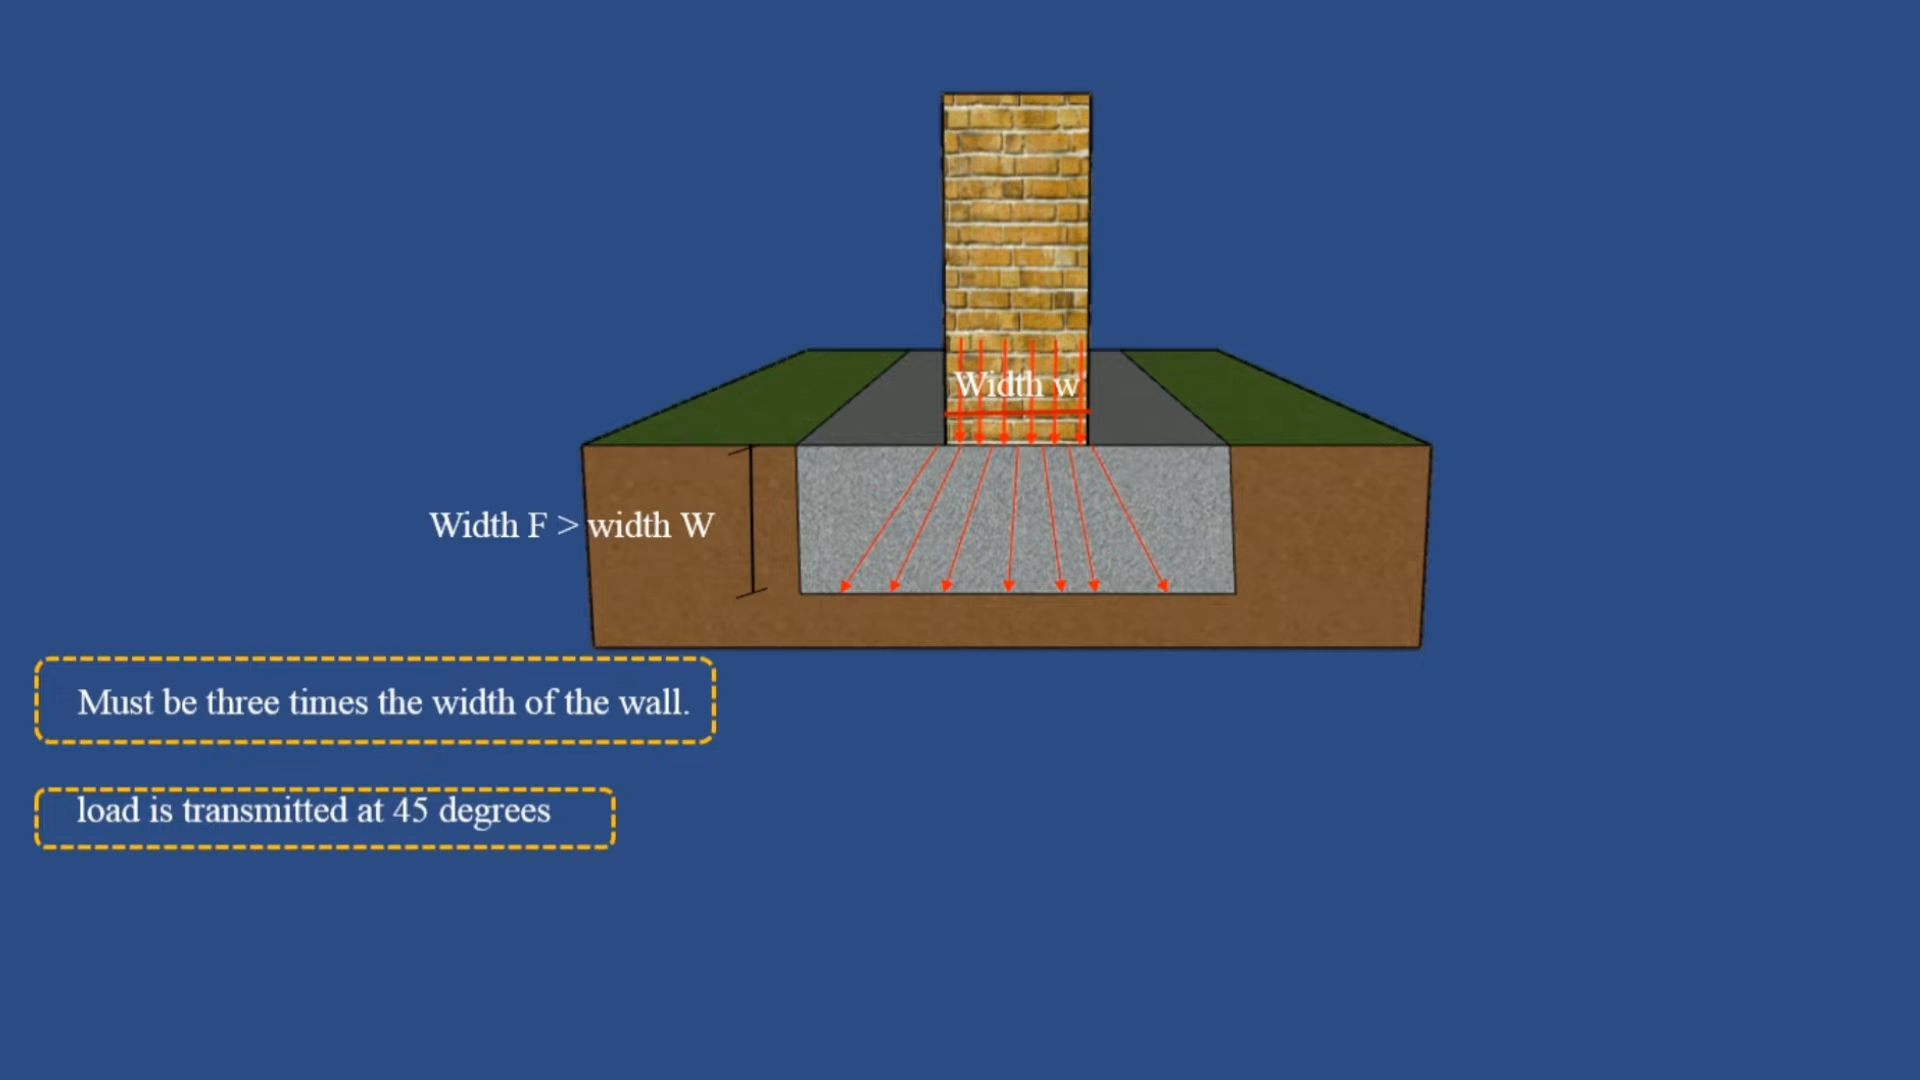 Width w
Width F > width W
Must be three times the width of the wall.
load is transmitted at 45 degrees